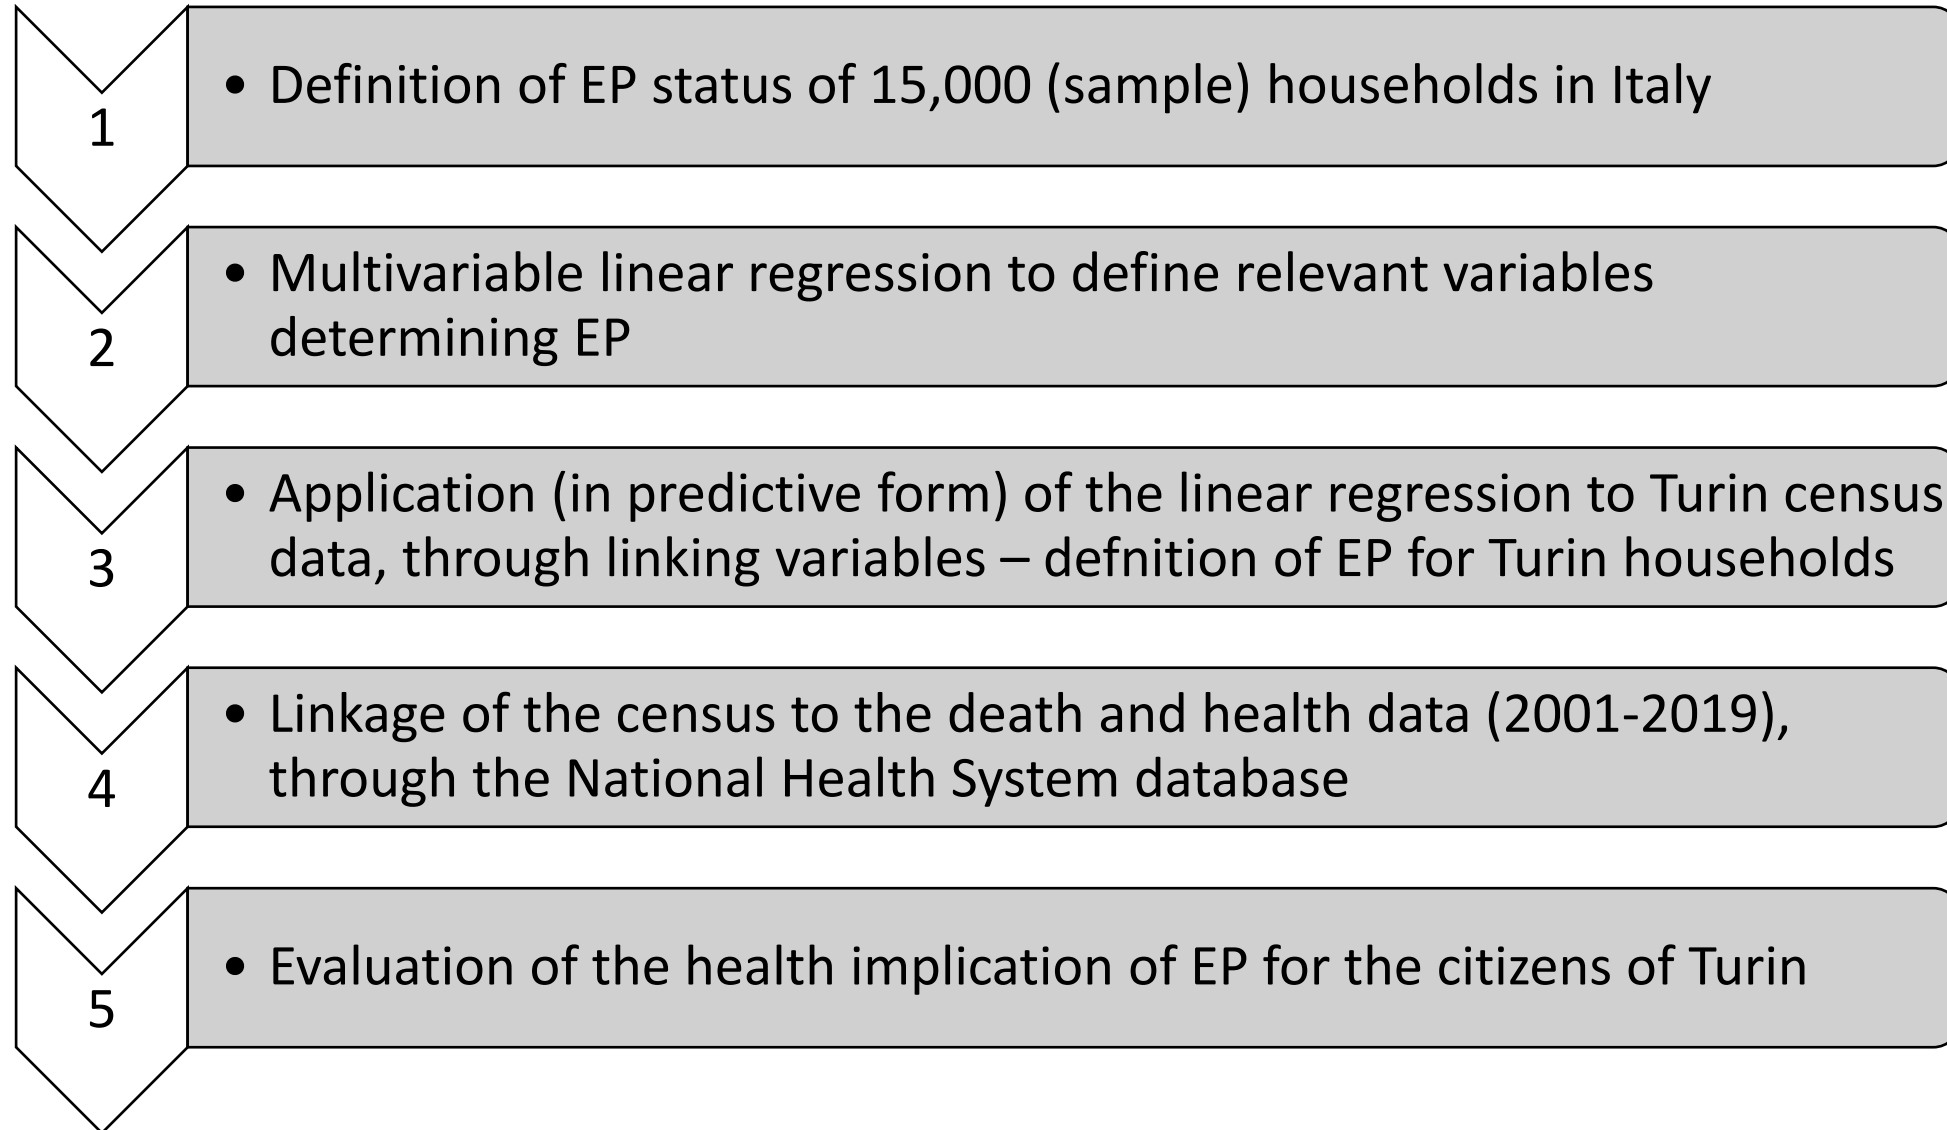 1
• Definition of EP status of 15,000 (sample) households in Italy
2
• Multivariable linear regression to define relevant variables
determining EP
3
• Application (in predictive form) of the linear regression to Turin census
data, through linking variables – defnition of EP for Turin households
4
• Linkage of the census to the death and health data (2001-2019),
through the National Health System database
5
• Evaluation of the health implication of EP for the citizens of Turin